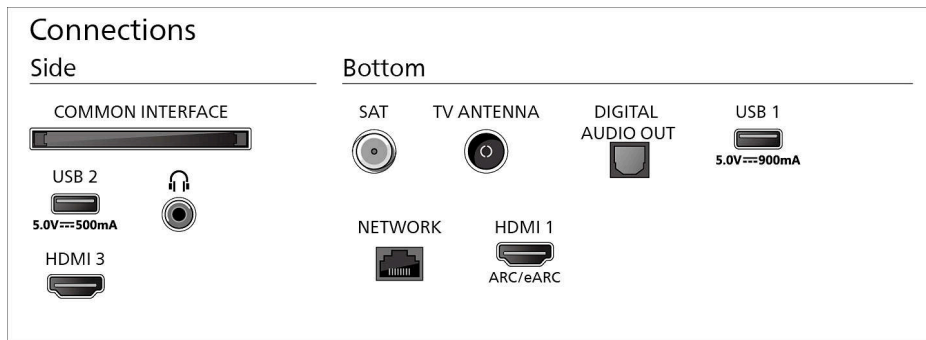 Connections
Side
COMMON INTERFACE
USB 2
5.0V⎓500mA
HDMI 3
Bottom
SAT
TV ANTENNA
DIGITAL
AUDIO OUT
USB 1
5.0V⎓900mA
NETWORK
HDMI 1
ARC/eARC